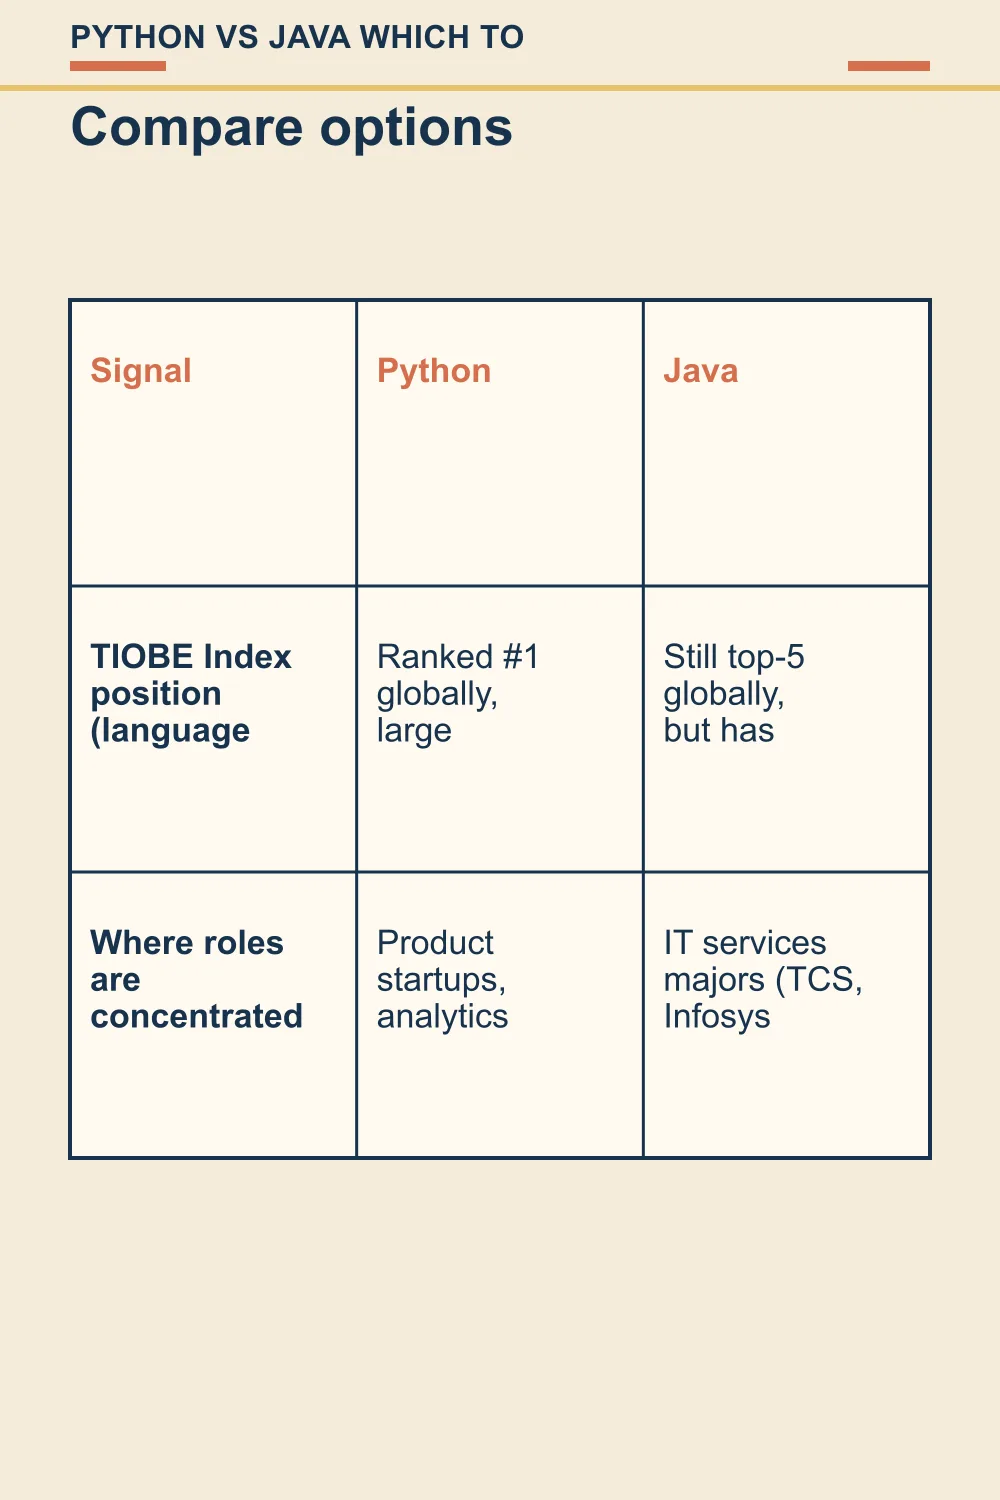 PYTHON VS JAVA WHICH TO
Compare options
Signal
Python
Java
TIOBE Index
position
(language
Ranked #1
globally,
large
Still top-5
globally,
but has
Where roles
are
concentrated
Product
startups,
analytics
IT services
majors (TCS,
Infosys